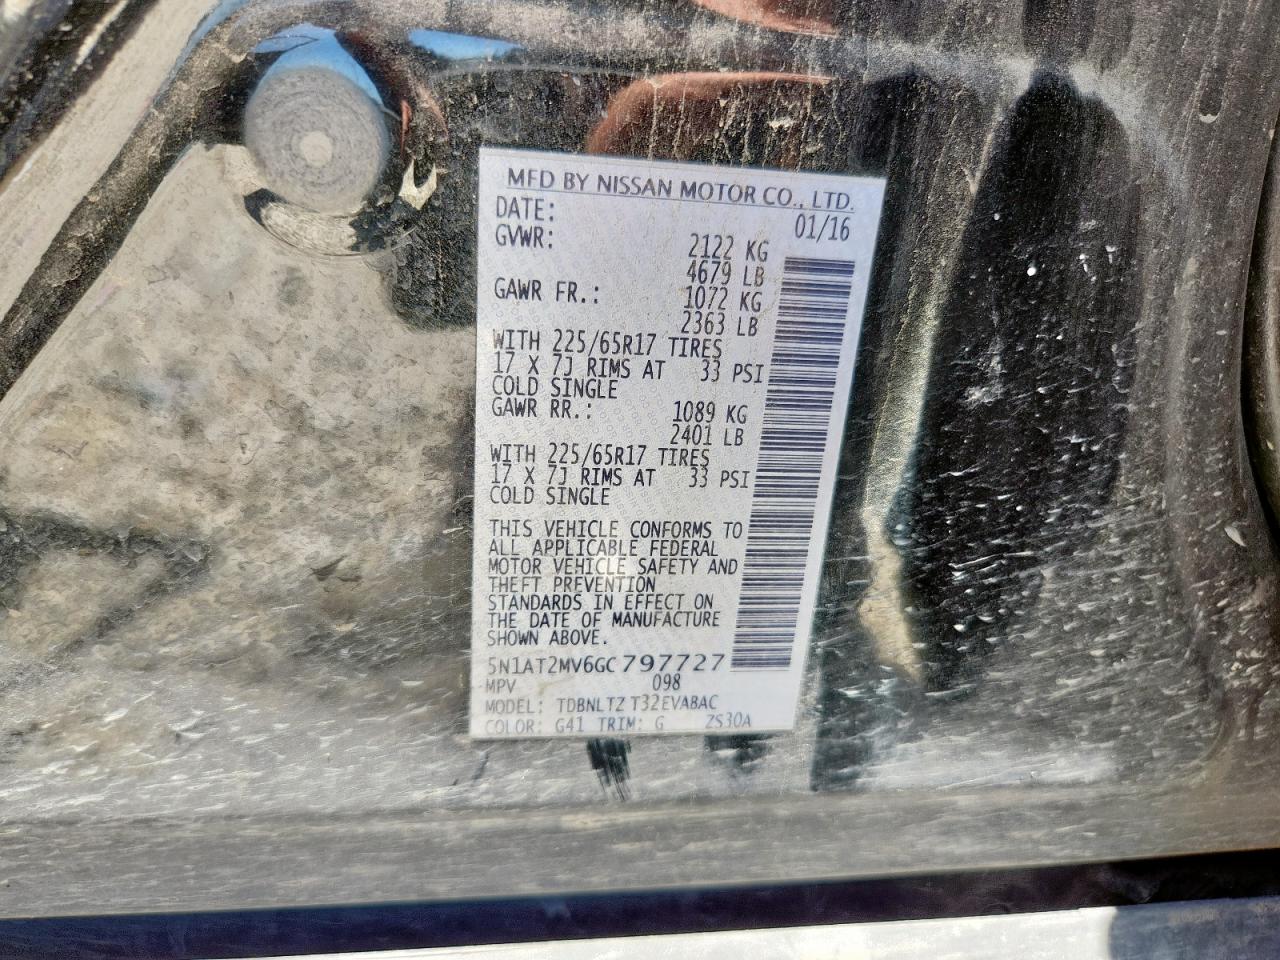 MFD BY NISSAN MOTOR CO., LTD.
DATE: 01/16
GVWR: 2122 KG
4679 LB
GAWR FR.: 1072 KG
2363 LB
WITH 225/65R17 TIRES
17 X 7J RIMS AT 33 PSI
COLD SINGLE
GAWR RR.: 1089 KG
2401 LB
WITH 225/65R17 TIRES
17 X 7J RIMS AT 33 PSI
COLD SINGLE
THIS VEHICLE CONFORMS TO
ALL APPLICABLE FEDERAL
MOTOR VEHICLE SAFETY AND
THEFT PREVENTION
STANDARDS IN EFFECT ON
THE DATE OF MANUFACTURE
SHOWN ABOVE.
5N1AT2MV6GC797727
MPV 098
MODEL: TDBNLTZ T32EVABAC
COLOR: G41 TRIM: G ZS30A